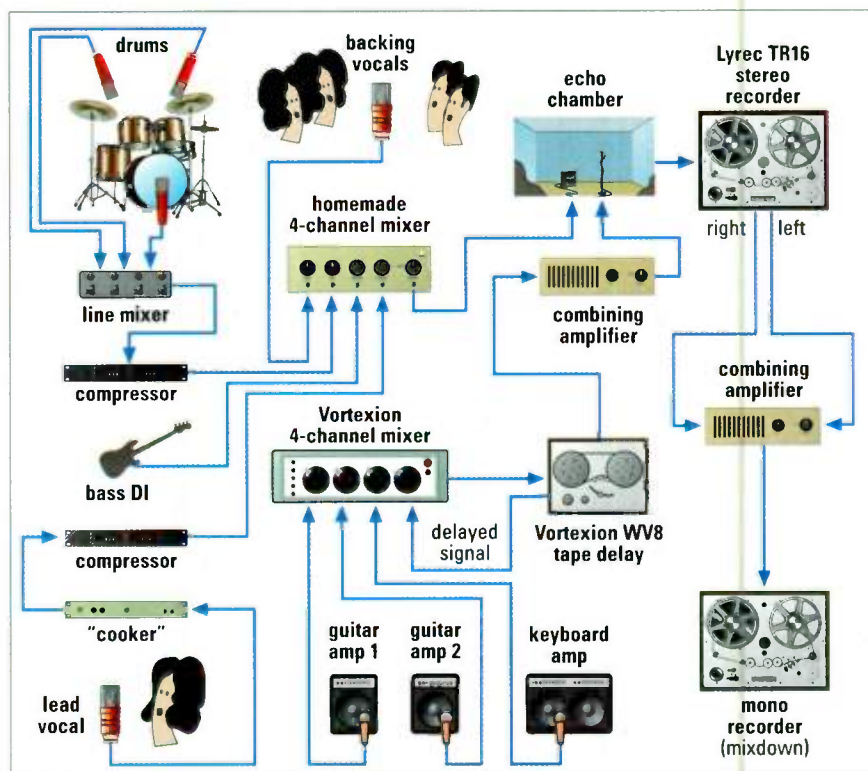 drums
backing
vocals
echo
chamber
Lyrec TR16
stereo
recorder
right
left
homemade
4-channel mixer
line mixer
combining
amplifier
compressor
combining
amplifier
Vortexion
4-channel mixer
bass DI
delayed
signal
Vortexion WV8
tape delay
compressor
"cooker"
guitar
amp 1
guitar
amp 2
keyboard
amp
lead
vocal
mono
recorder
(mixdown)